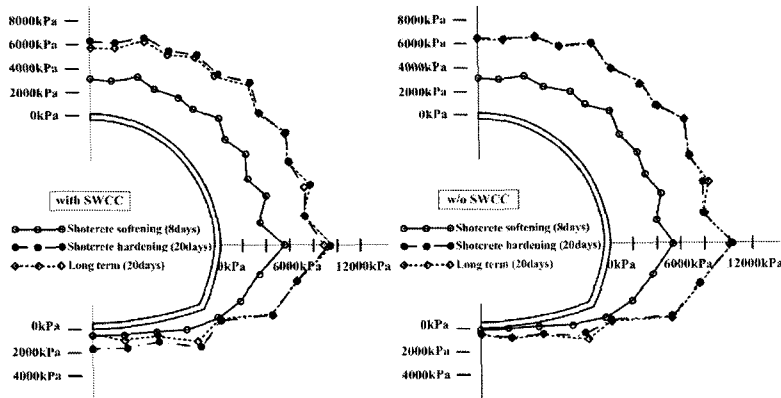 8000kPa
6000kPa
4000kPa
2000kPa
0kPa
with SWCC
Shotcrete softening (8days)
Shotcrete hardening (20days)
Long term (20days)
0kPa 6000kPa 12000kPa
0kPa
2000kPa
4000kPa
8000kPa
6000kPa
4000kPa
2000kPa
0kPa
w/o SWCC
Shotcrete softening (8days)
Shotcrete hardening (20days)
Long term (20days)
0kPa 6000kPa 12000kPa
0kPa
2000kPa
4000kPa